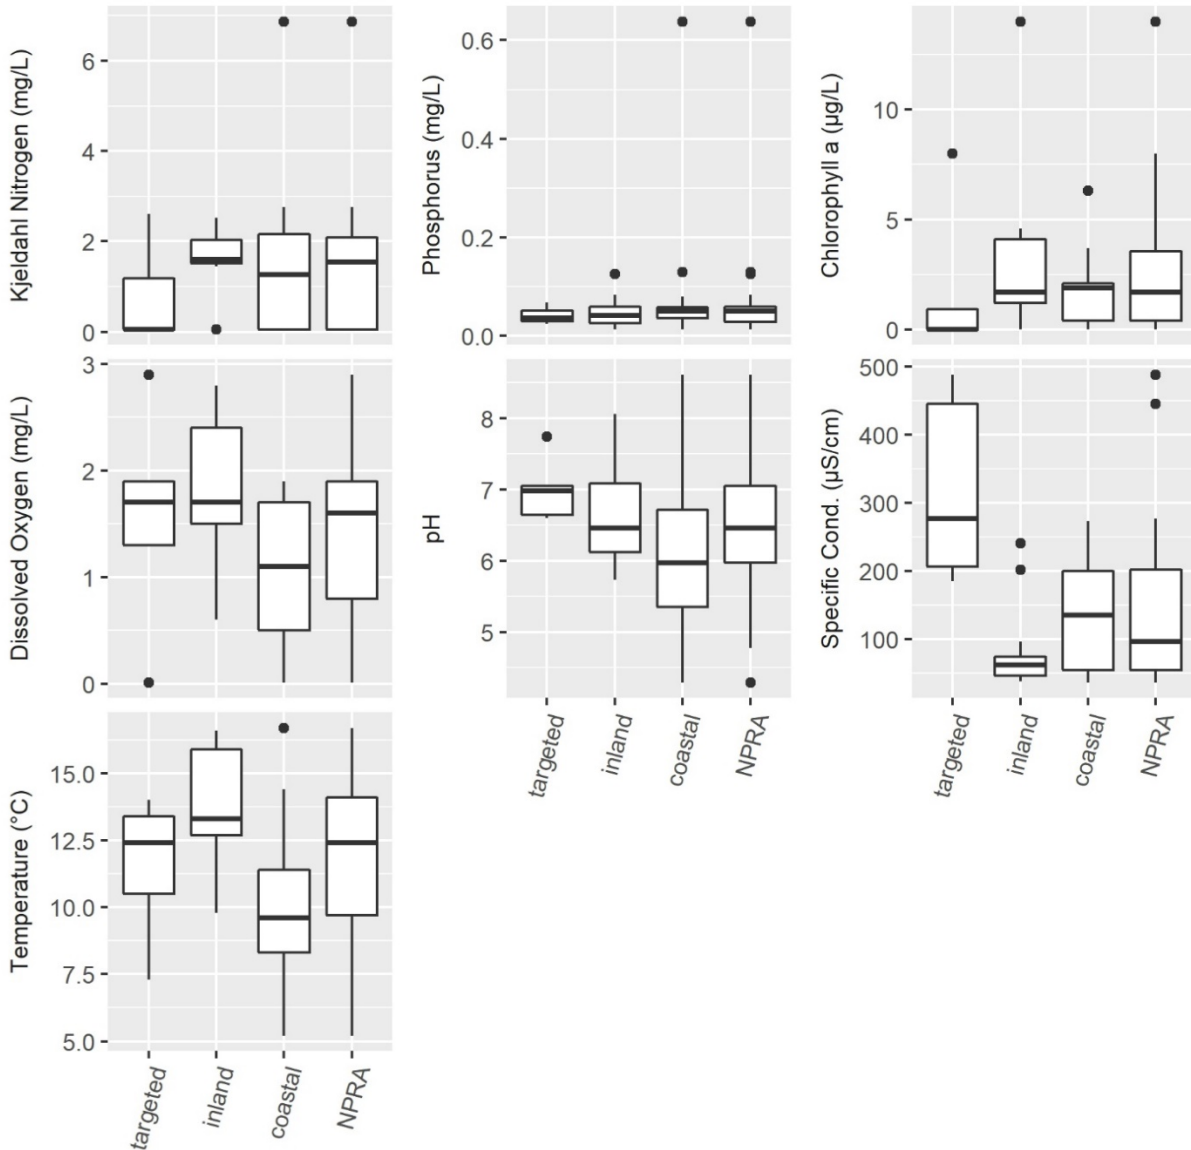 Kjeldahl Nitrogen (mg/L)
6
4
2
0
Phosphorus (mg/L)
0.6
0.4
0.2
0.0
Chlorophyll a (µg/L)
10
5
0
Dissolved Oxygen (mg/L)
3
2
1
0
pH
8
7
6
5
targeted
inland
coastal
NPRA
Specific Cond. (µS/cm)
500
400
300
200
100
targeted
inland
coastal
NPRA
Temperature (°C)
15.0
12.5
10.0
7.5
5.0
targeted
inland
coastal
NPRA